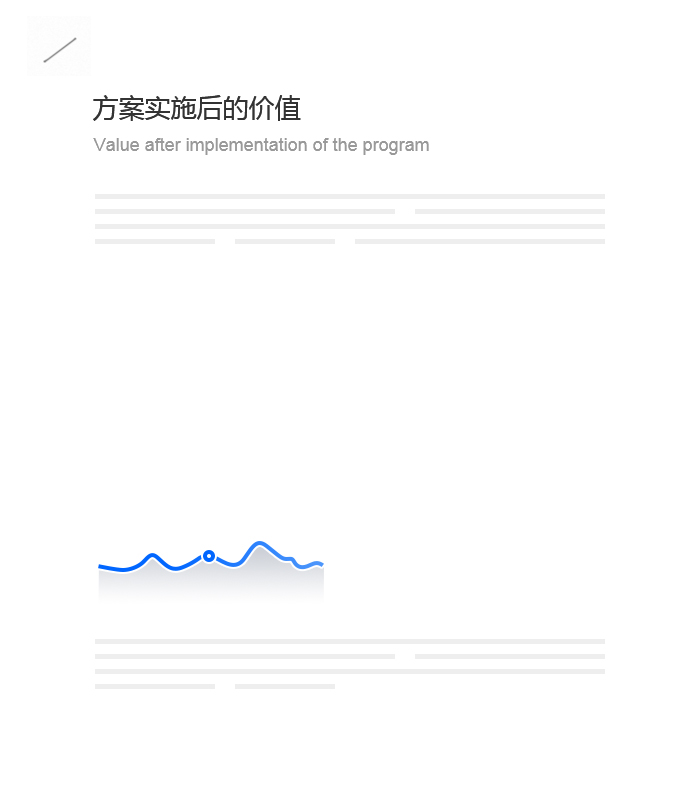 方案实施后的价值
Value after implementation of the program